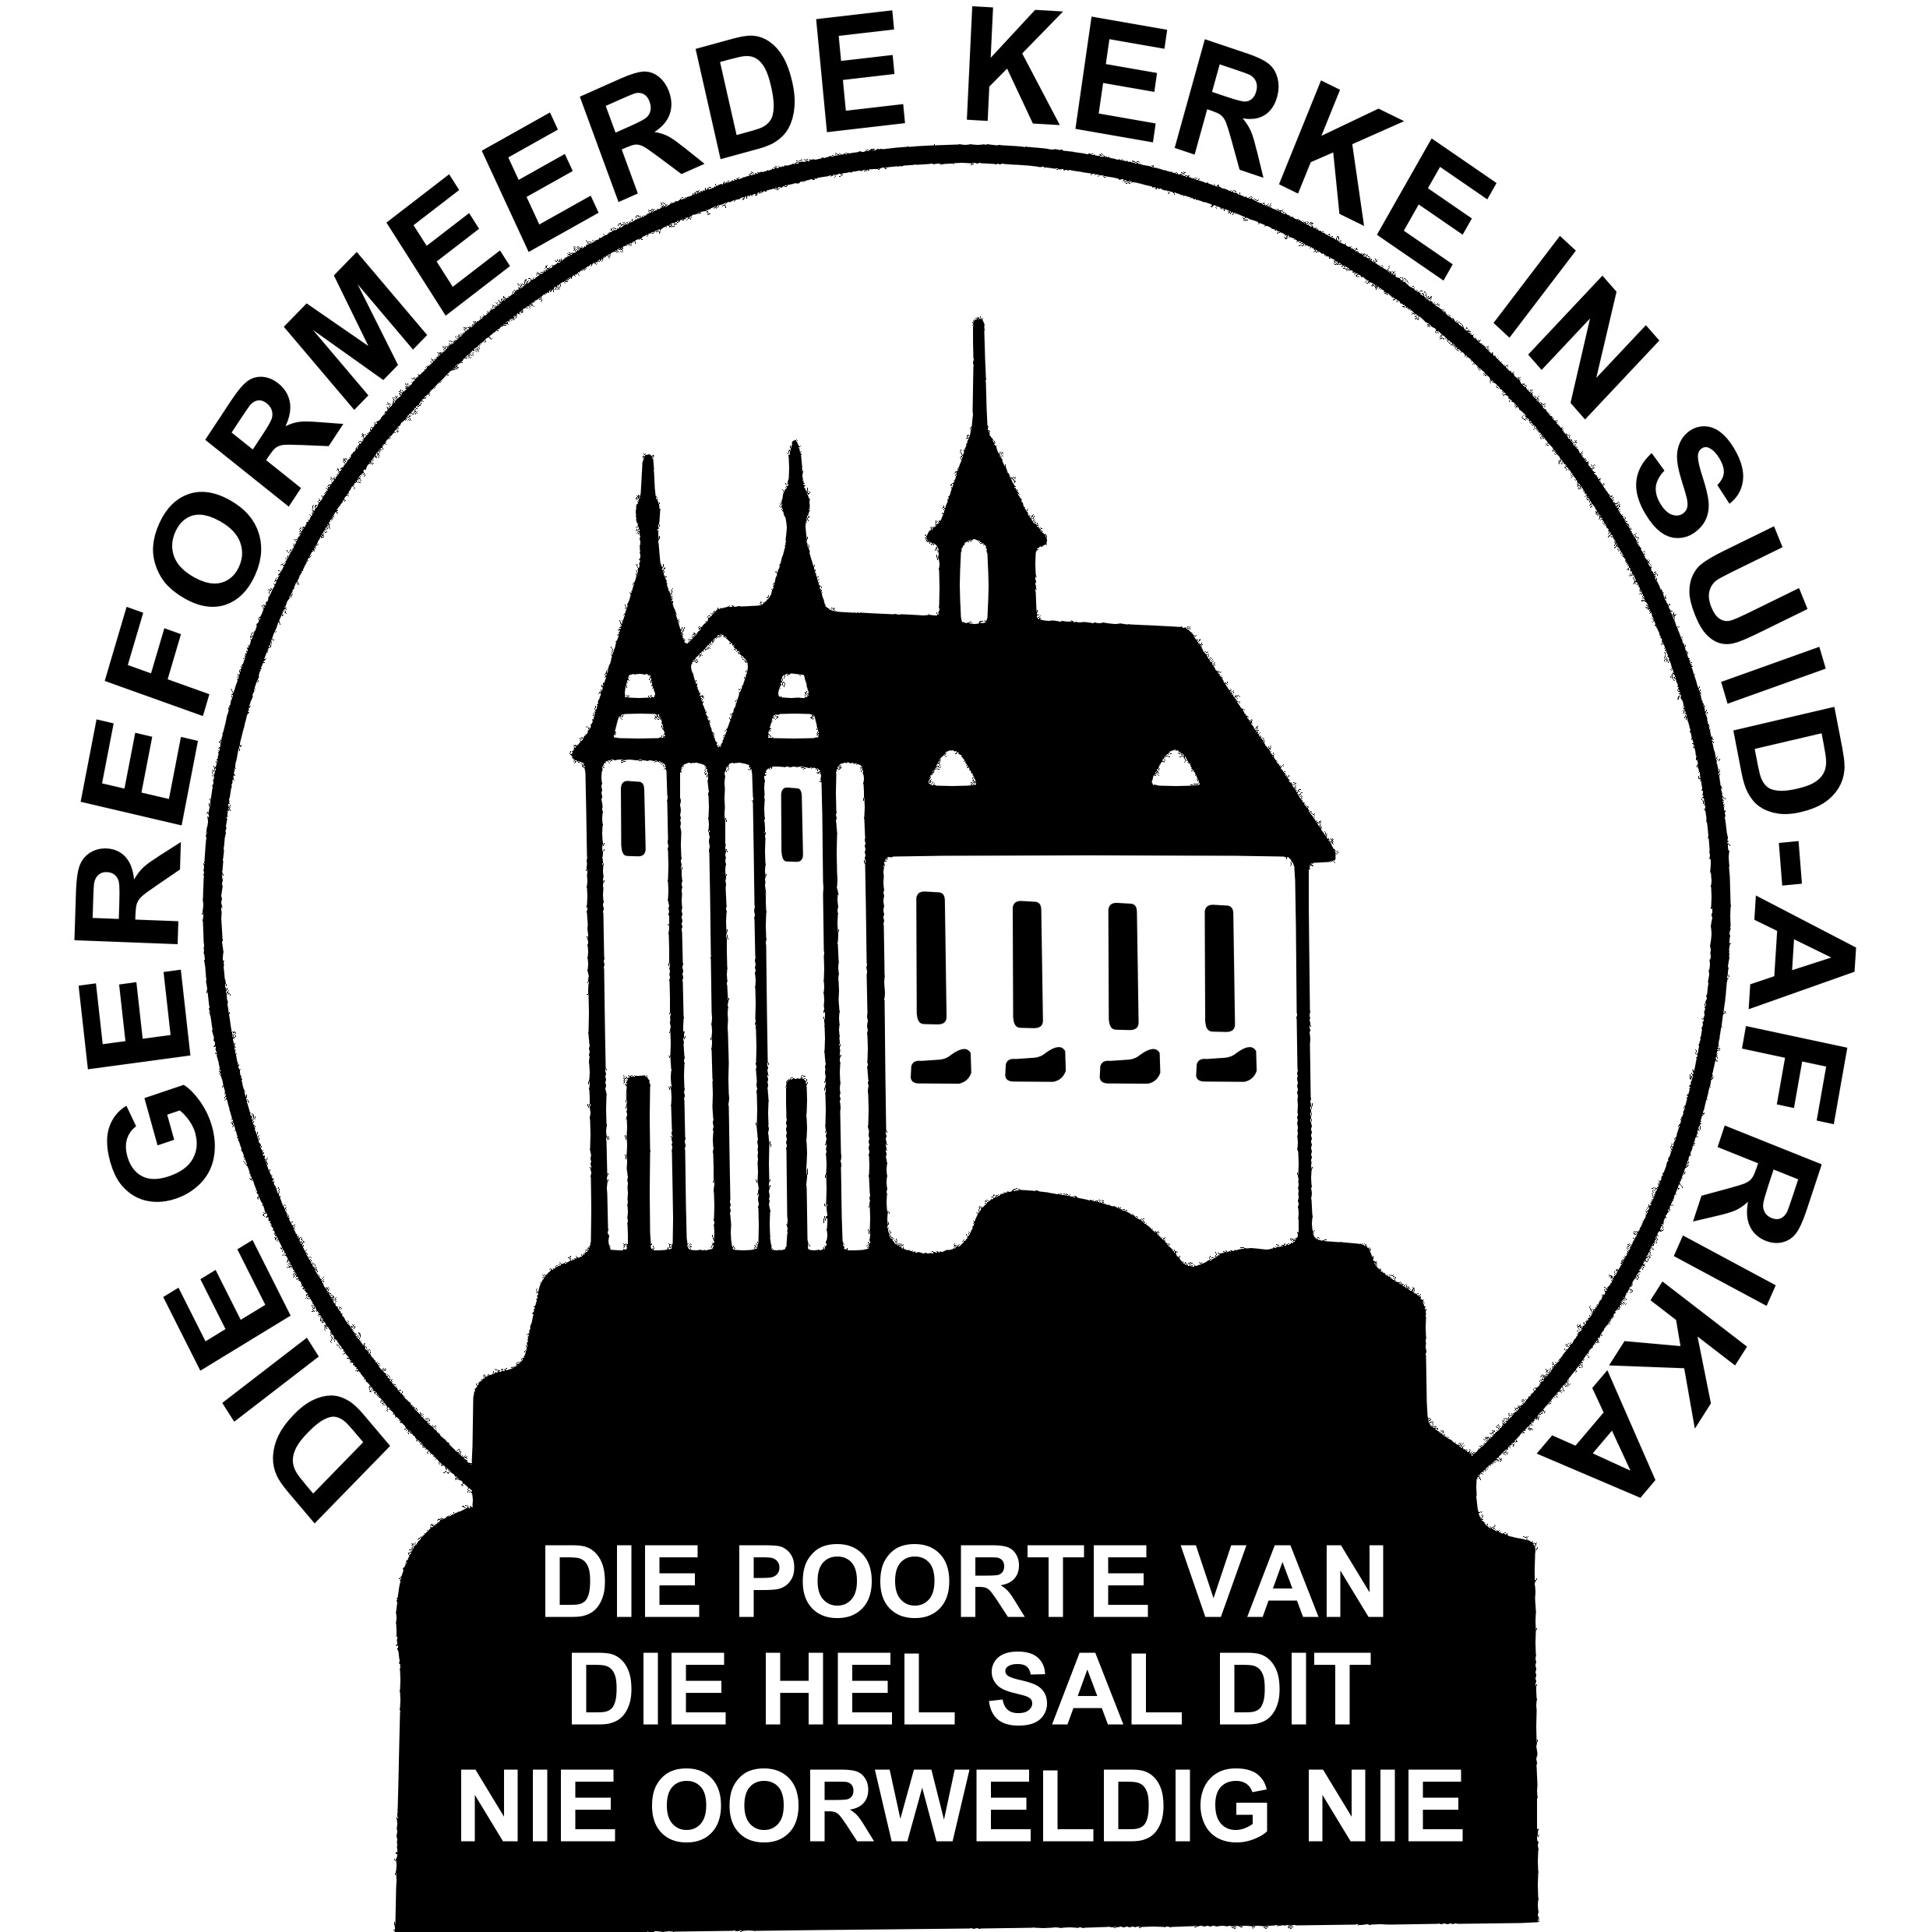 DIE GEREFORMEERDE KERKE IN SUID-AFRIKA
DIE POORTE VAN
DIE HEL SAL DIT
NIE OORWELDIG NIE